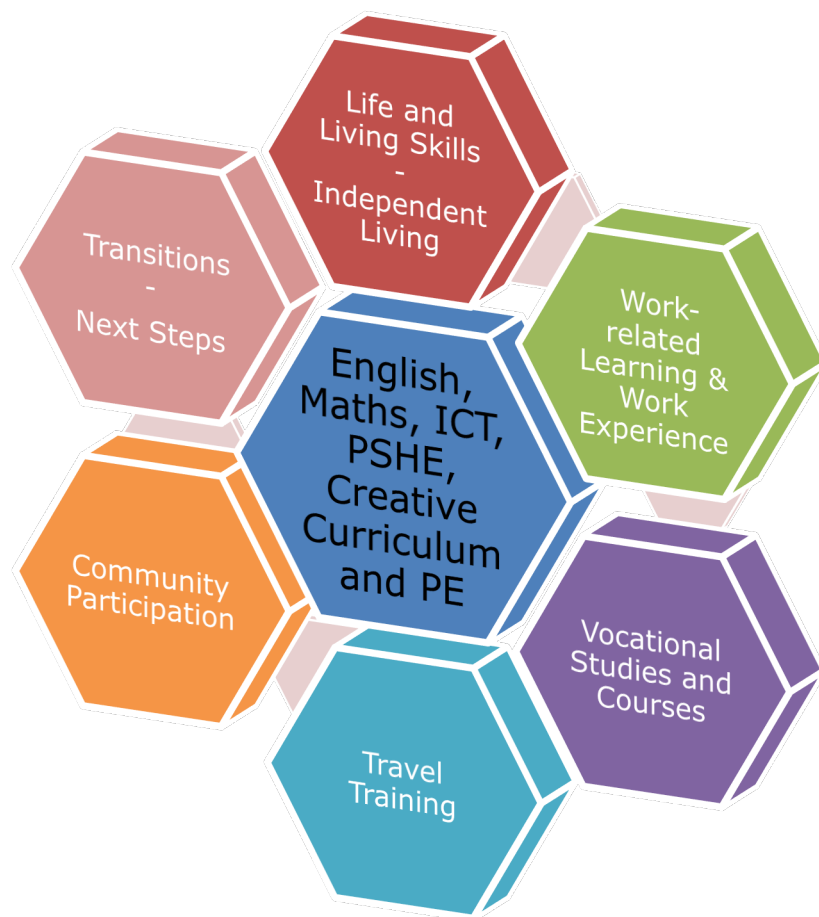 Life and
Living Skills
-
Independent
Living
Transitions
-
Next Steps
Work-
related
Learning &
Work
Experience
English,
Maths, ICT,
PSHE,
Creative
Curriculum
and PE
Community
Participation
Vocational
Studies and
Courses
Travel
Training